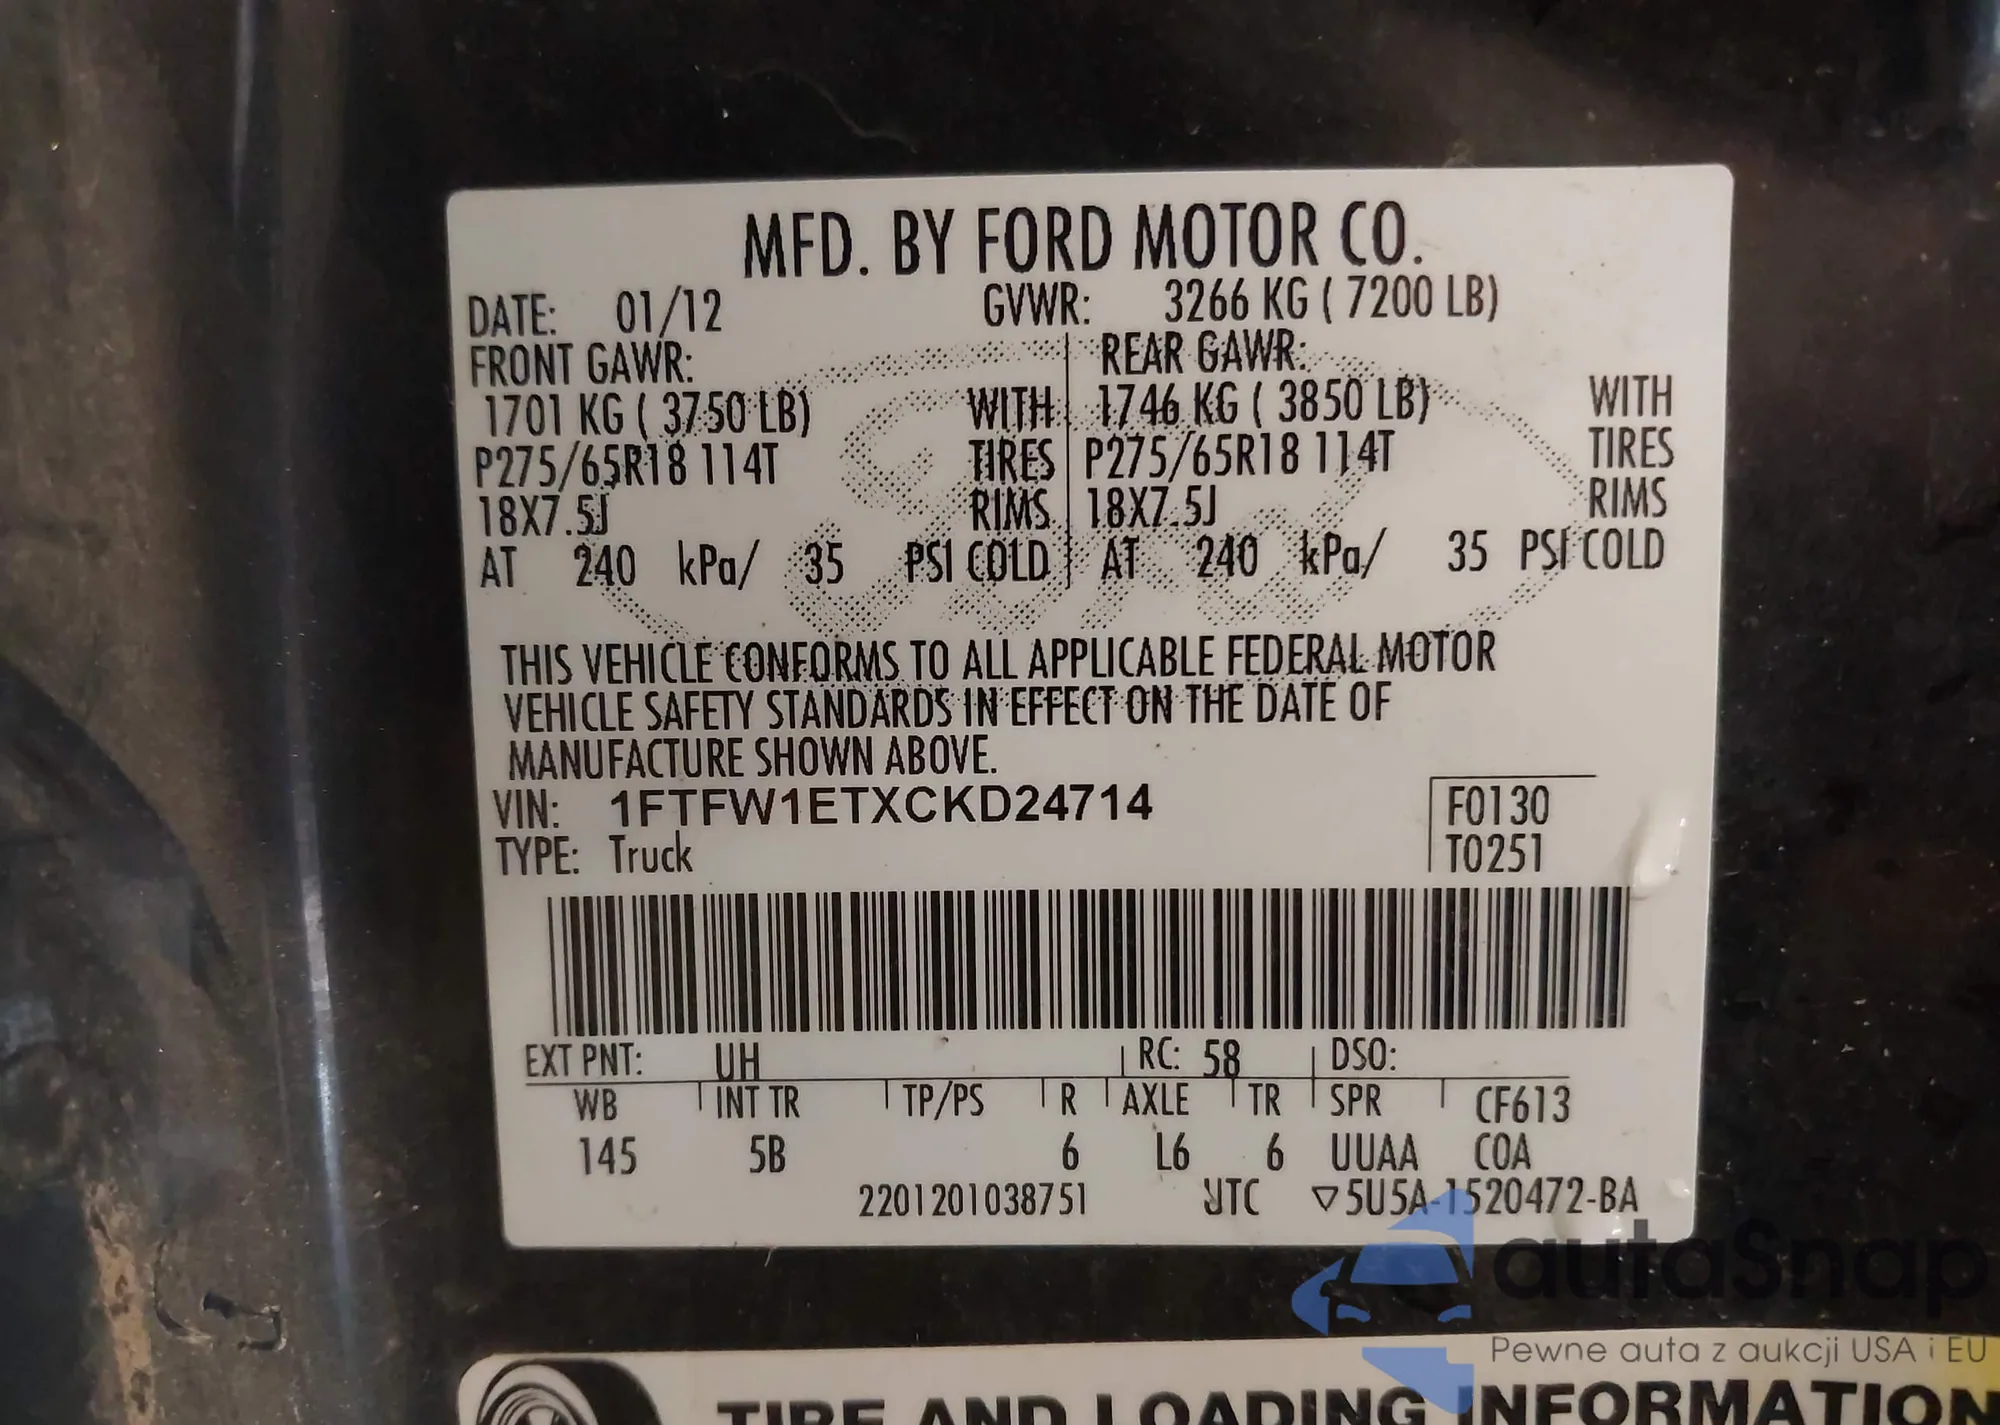 MFD. BY FORD MOTOR CO.
DATE: 01/12 GVWR: 3266 KG ( 7200 LB)
FRONT GAWR: REAR GAWR:
1701 KG ( 3750 LB) WITH 1746 KG ( 3850 LB) WITH
P275/65R18 114T TIRES P275/65R18 114T TIRES
18X7.5J RIMS 18X7.5J RIMS
AT 240 kPa/ 35 PSI COLD AT 240 kPa/ 35 PSI COLD
THIS VEHICLE CONFORMS TO ALL APPLICABLE FEDERAL MOTOR
VEHICLE SAFETY STANDARDS IN EFFECT ON THE DATE OF
MANUFACTURE SHOWN ABOVE.
VIN: 1FTFW1ETXCKD24714 F0130
TYPE: Truck T0251
EXT PNT: UH RC: 58 DSO:
WB INT TR TP/PS R AXLE TR SPR CF613
145 5B 6 L6 6 UUAA COA
2201201038751 UTC ▽5U5A-1520472-BA
autaSnap
Pewne auta z aukcji USA i EU
TIRE AND LOADING INFORMATION